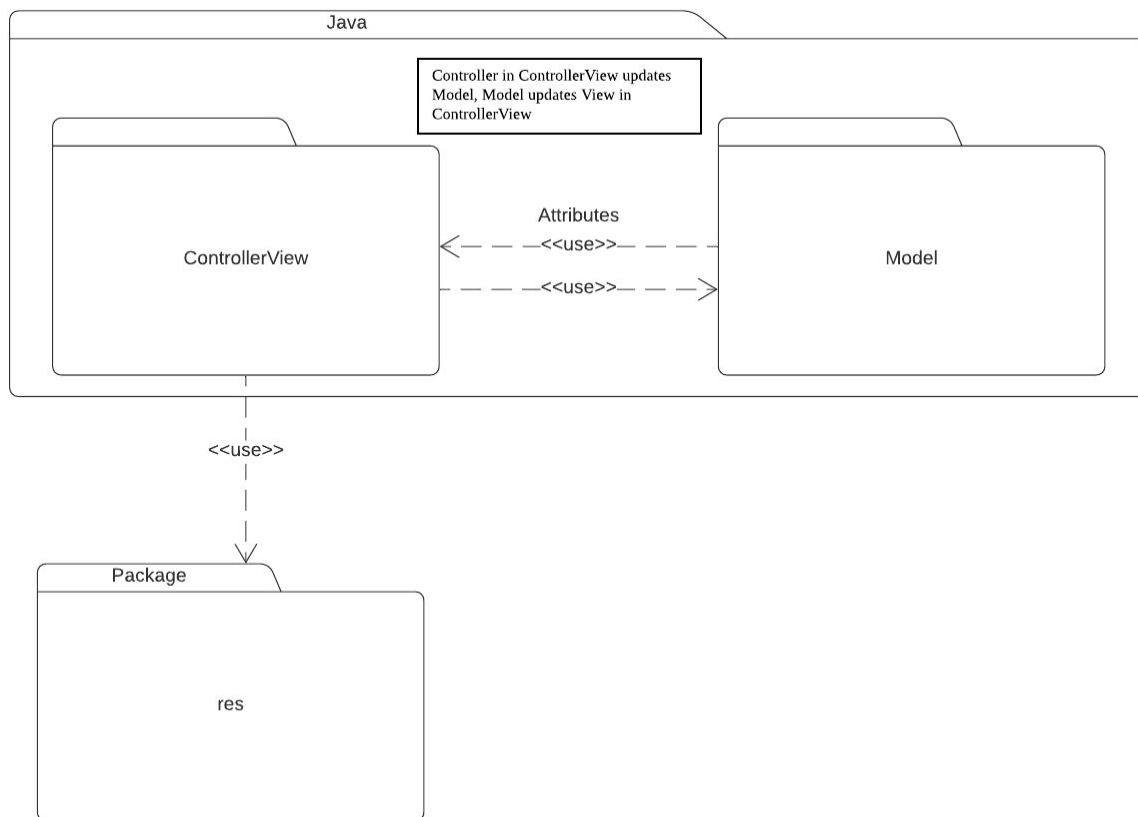 Java
Controller in ControllerView updates
Model, Model updates View in
ControllerView
Attributes
<<use>>
ControllerView
Model
<<use>>
<<use>>
Package
res